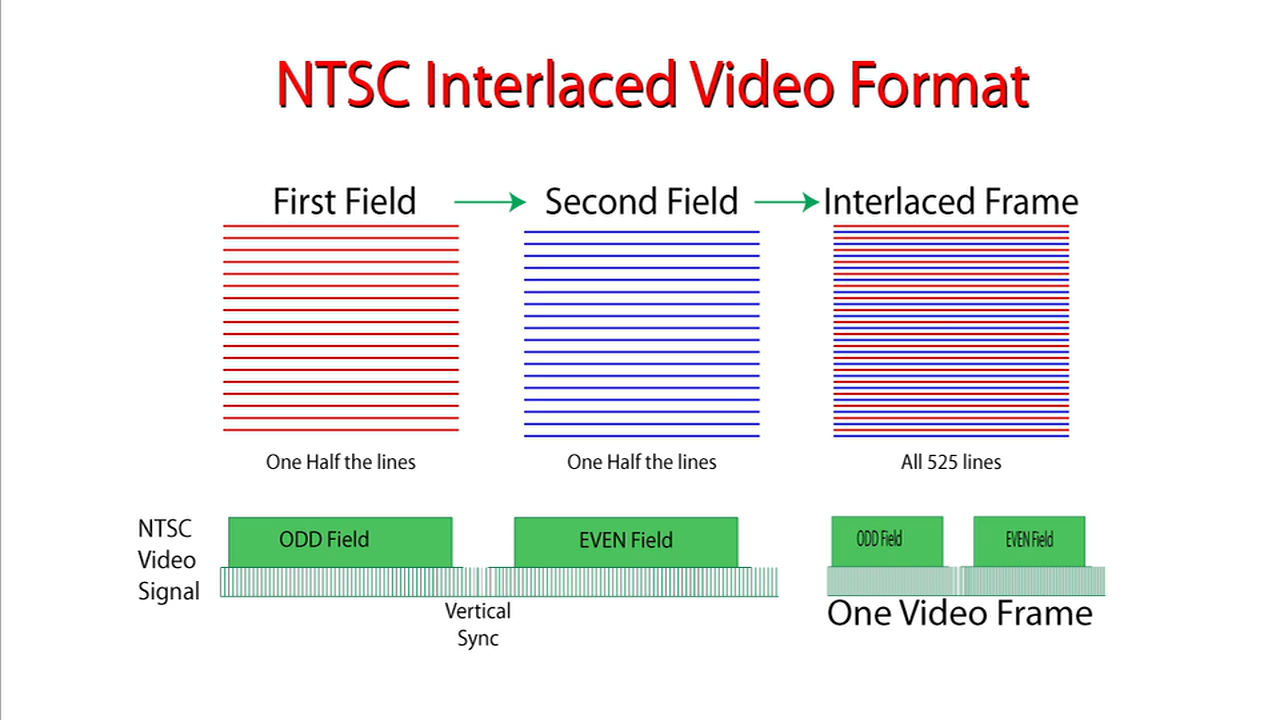 NTSC Interlaced Video Format
First Field
Second Field
Interlaced Frame
One Half the lines
One Half the lines
All 525 lines
NTSC
Video
Signal
ODD Field
EVEN Field
ODD Field
EVEN Field
Vertical
Sync
One Video Frame